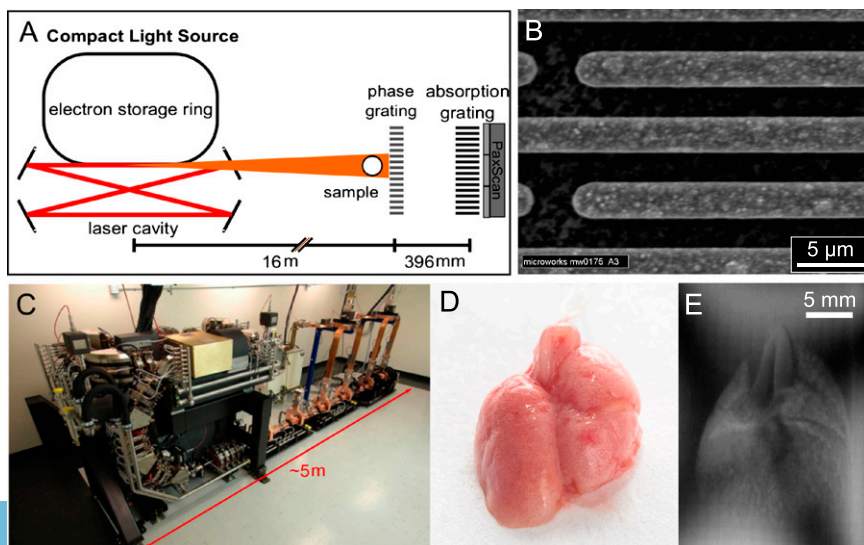 A
Compact Light Source
electron storage ring
laser cavity
sample
phase
grating
absorption
grating
PaxScan
16 m
396mm
B
microworks mw0175 A3
5 µm
C
~5m
D
E
5 mm